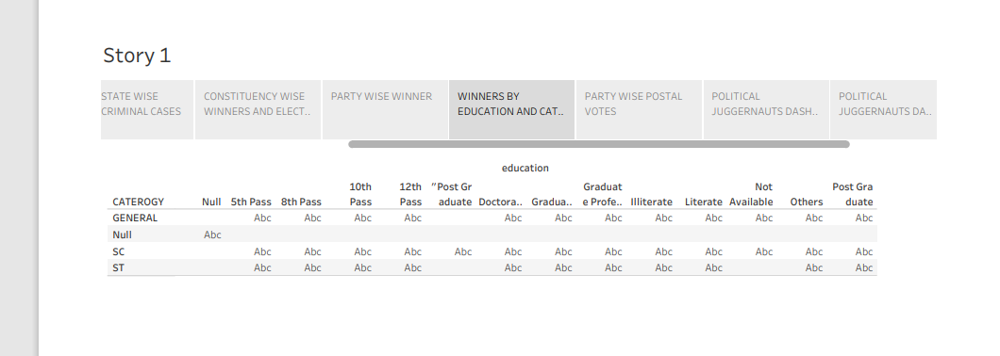 Story 1
STATE WISE CRIMINAL CASES
CONSTITUENCY WISE WINNERS AND ELECT..
PARTY WISE WINNER
WINNERS BY EDUCATION AND CAT..
PARTY WISE POSTAL VOTES
POLITICAL JUGGERNAUTS DASH..
POLITICAL JUGGERNAUTS DA..
education
CATEROGY Null 5th Pass 8th Pass 10th Pass 12th Pass "Post Graduate Doctora.. Gradua.. Graduate Profe.. Illiterate Literate Not Available Others Post Graduate
GENERAL Abc Abc Abc Abc Abc Abc Abc Abc Abc Abc Abc Abc
Null Abc
SC Abc Abc Abc Abc Abc Abc Abc Abc Abc Abc Abc Abc Abc
ST Abc Abc Abc Abc Abc Abc Abc Abc Abc Abc Abc